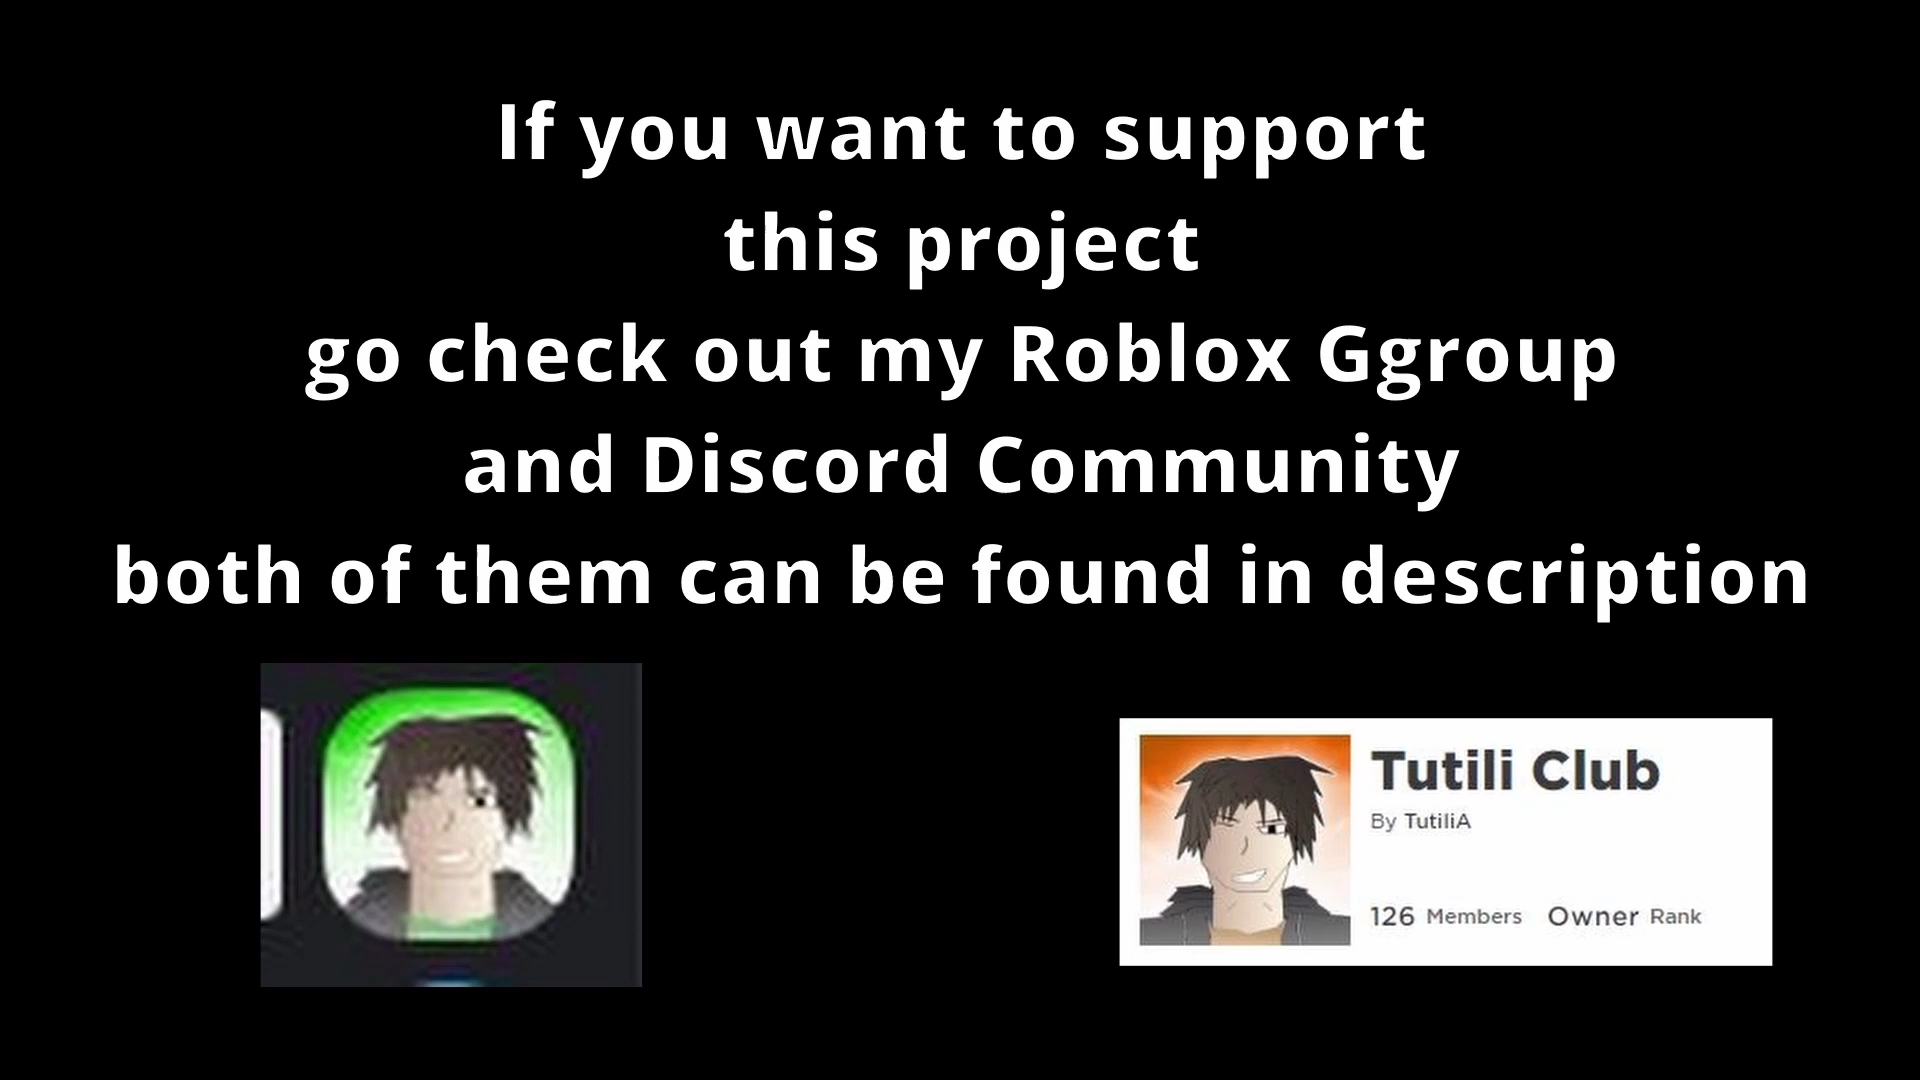 If you want to support
this project
go check out my Roblox Ggroup
and Discord Community
both of them can be found in description
Tutili Club
By TutiliA
126 Members Owner Rank